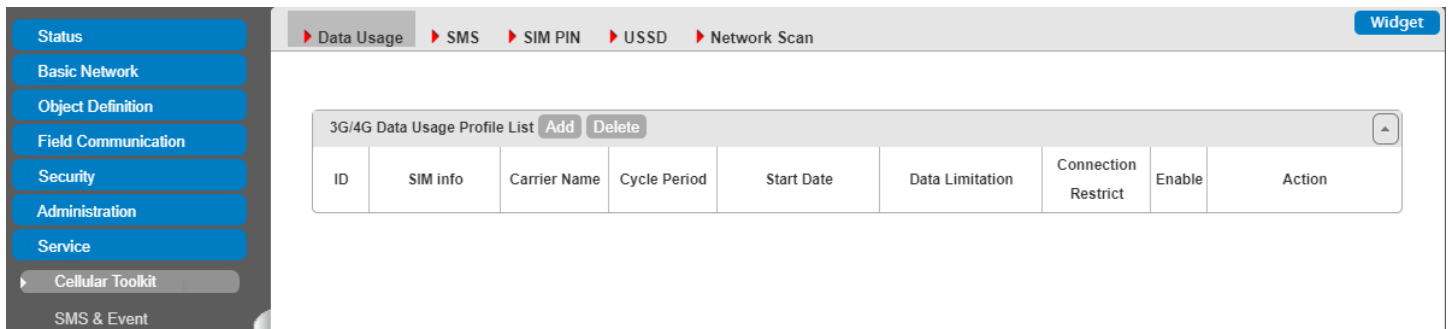 Status
Basic Network
Object Definition
Field Communication
Security
Administration
Service
Cellular Toolkit
SMS & Event
Data Usage SMS SIM PIN USSD Network Scan
Widget
3G/4G Data Usage Profile List Add Delete
ID SIM info Carrier Name Cycle Period Start Date Data Limitation Connection Restrict Enable Action